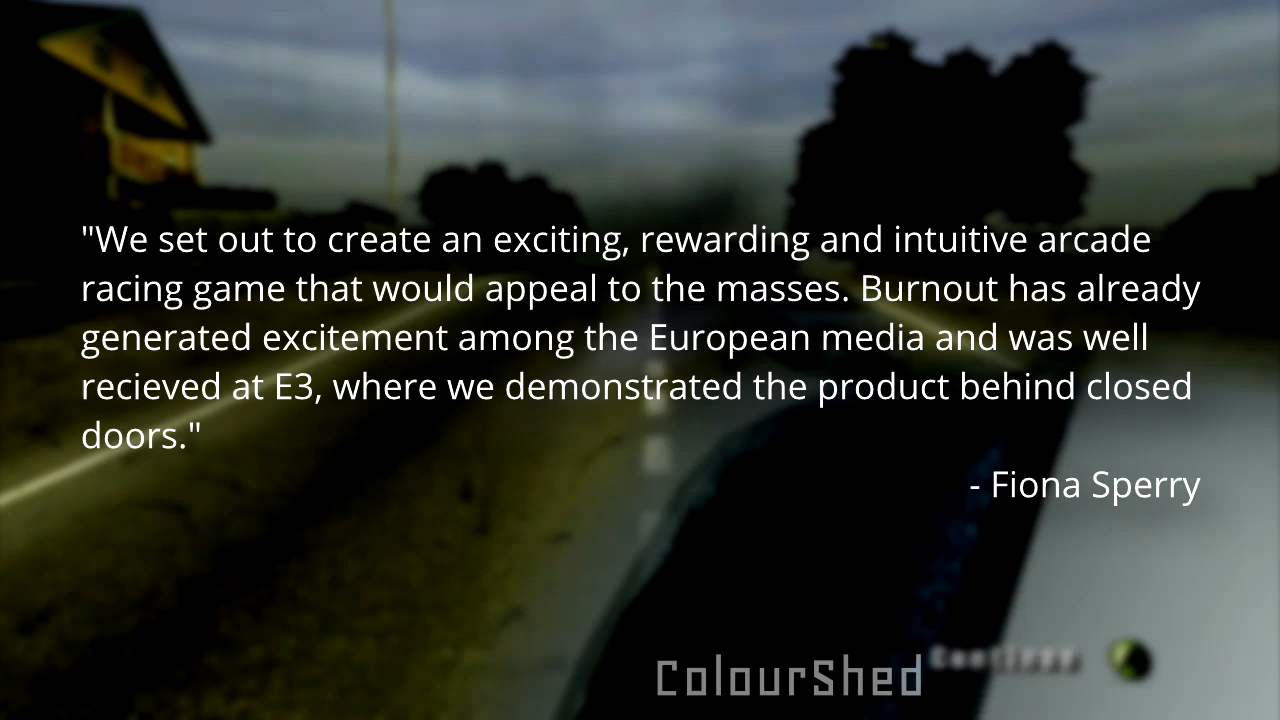 "We set out to create an exciting, rewarding and intuitive arcade
racing game that would appeal to the masses. Burnout has already
generated excitement among the European media and was well
recieved at E3, where we demonstrated the product behind closed
doors."
- Fiona Sperry
Continue
ColourShed